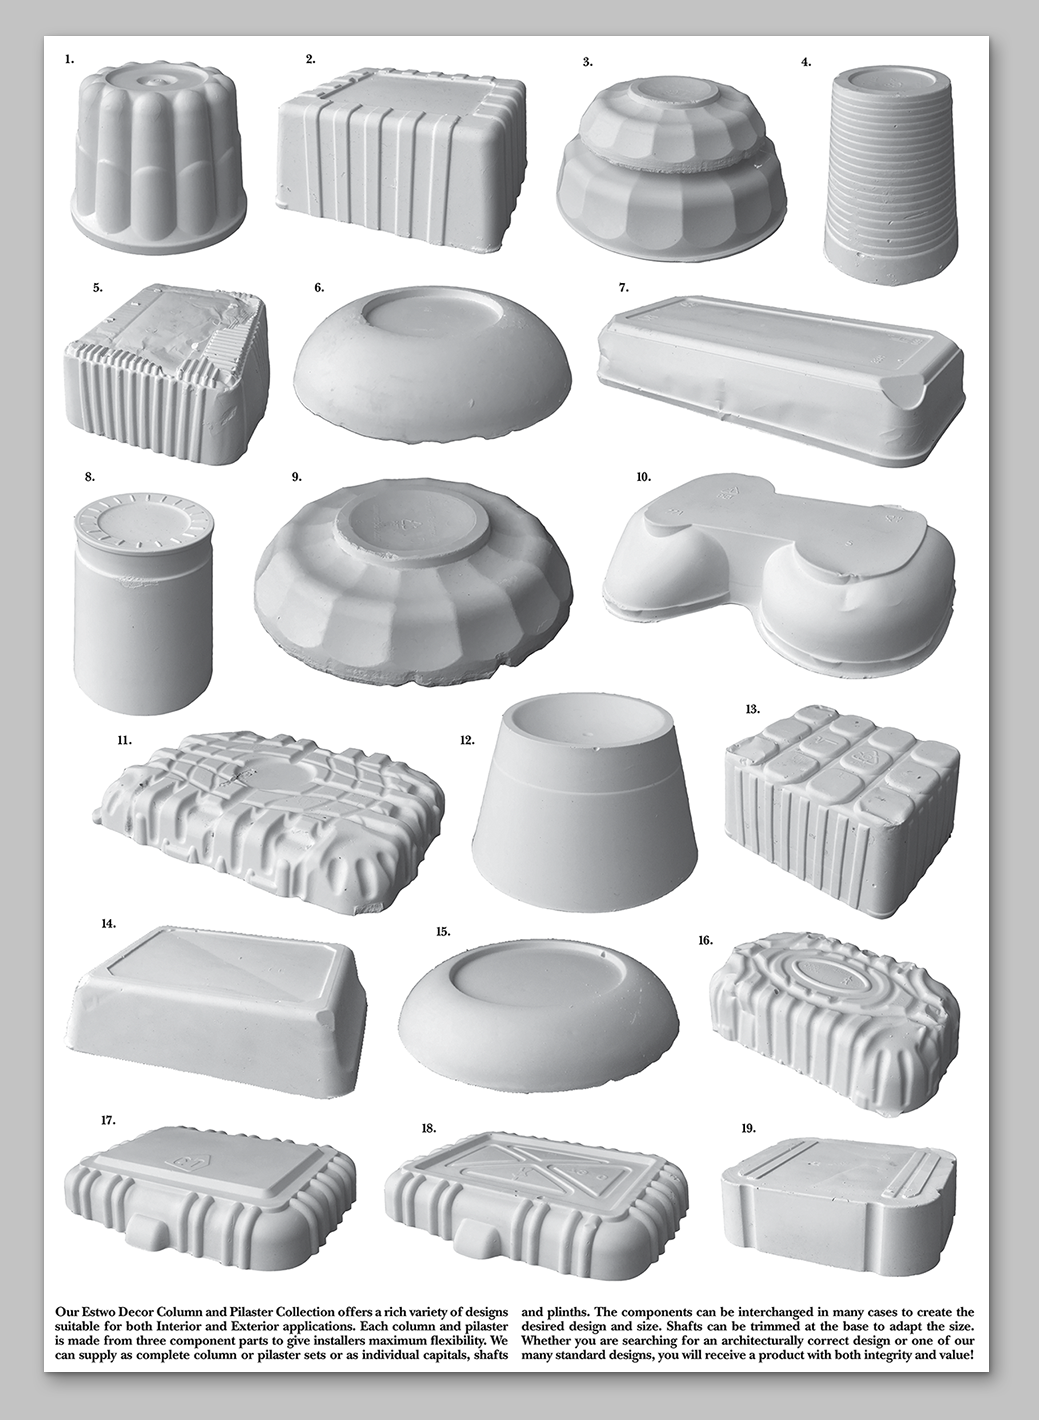 1.
2.
3.
4.
5.
6.
7.
8.
9.
10.
11.
12.
13.
14.
15.
16.
17.
18.
19.
Our Estwo Decor Column and Pilaster Collection offers a rich variety of designs
suitable for both Interior and Exterior applications. Each column and pilaster
is made from three component parts to give installers maximum flexibility. We
can supply as complete column or pilaster sets or as individual capitals, shafts
and plinths. The components can be interchanged in many cases to create the
desired design and size. Shafts can be trimmed at the base to adapt the size.
Whether you are searching for an architecturally correct design or one of our
many standard designs, you will receive a product with both integrity and value!